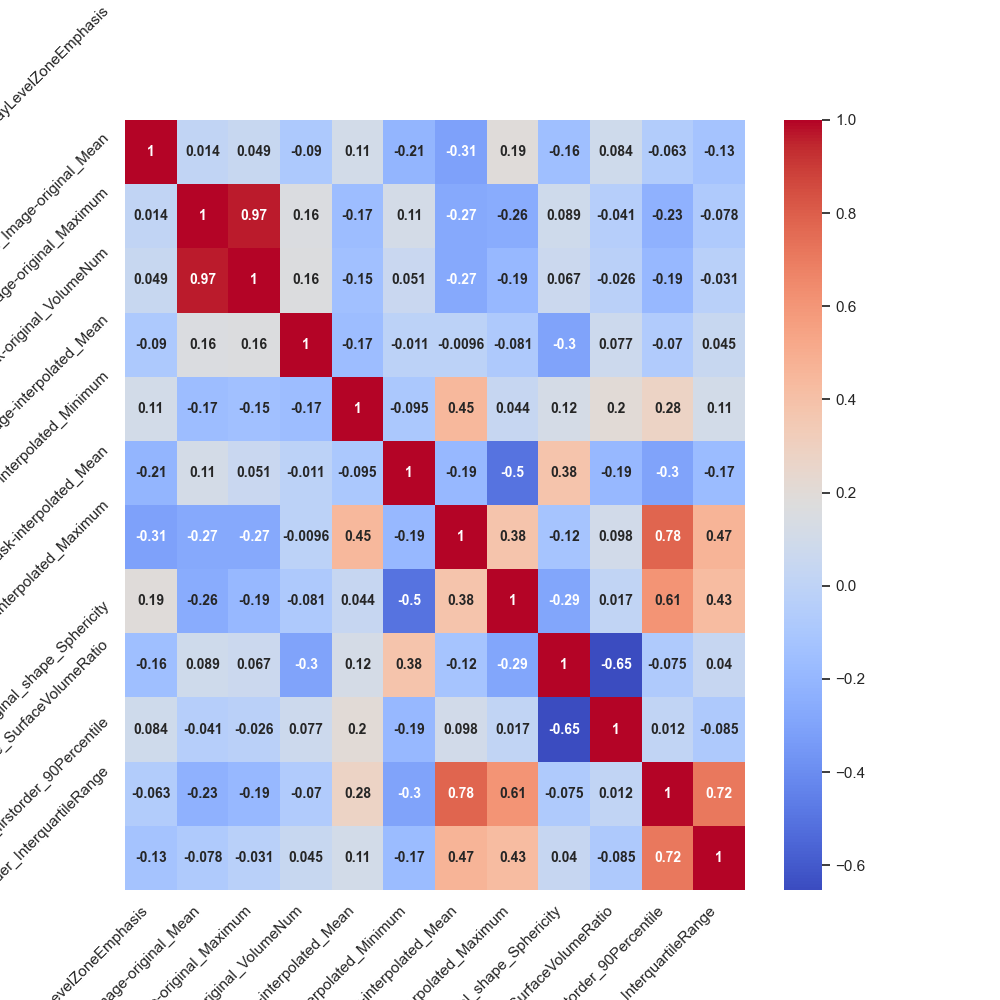 ayLevelZoneEmphasis
_Image-original_Mean
age-original_Maximum
k-original_VolumeNum
age-interpolated_Mean
interpolated_Minimum
ask-interpolated_Mean
interpolated_Maximum
ginal_shape_Sphericity
e_SurfaceVolumeRatio
firstorder_90Percentile
der_InterquartileRange
1 0.014 0.049 -0.09 0.11 -0.21 -0.31 0.19 -0.16 0.084 -0.063 -0.13
0.014 1 0.97 0.16 -0.17 0.11 -0.27 -0.26 0.089 -0.041 -0.23 -0.078
0.049 0.97 1 0.16 -0.15 0.051 -0.27 -0.19 0.067 -0.026 -0.19 -0.031
-0.09 0.16 0.16 1 -0.17 -0.011 -0.0096 -0.081 -0.3 0.077 -0.07 0.045
0.11 -0.17 -0.15 -0.17 1 -0.095 0.45 0.044 0.12 0.2 0.28 0.11
-0.21 0.11 0.051 -0.011 -0.095 1 -0.19 -0.5 0.38 -0.19 -0.3 -0.17
-0.31 -0.27 -0.27 -0.0096 0.45 -0.19 1 0.38 -0.12 0.098 0.78 0.47
0.19 -0.26 -0.19 -0.081 0.044 -0.5 0.38 1 -0.29 0.017 0.61 0.43
-0.16 0.089 0.067 -0.3 0.12 0.38 -0.12 -0.29 1 -0.65 -0.075 0.04
0.084 -0.041 -0.026 0.077 0.2 -0.19 0.098 0.017 -0.65 1 0.012 -0.085
-0.063 -0.23 -0.19 -0.07 0.28 -0.3 0.78 0.61 -0.075 0.012 1 0.72
-0.13 -0.078 -0.031 0.045 0.11 -0.17 0.47 0.43 0.04 -0.085 0.72 1
evelZoneEmphasis
mage-original_Mean
-original_Maximum
riginal_VolumeNum
-interpolated_Mean
rpolated_Minimum
interpolated_Mean
rpolated_Maximum
al_shape_Sphericity
SurfaceVolumeRatio
torder_90Percentile
InterquartileRange
1.0
0.8
0.6
0.4
0.2
0.0
−0.2
−0.4
−0.6